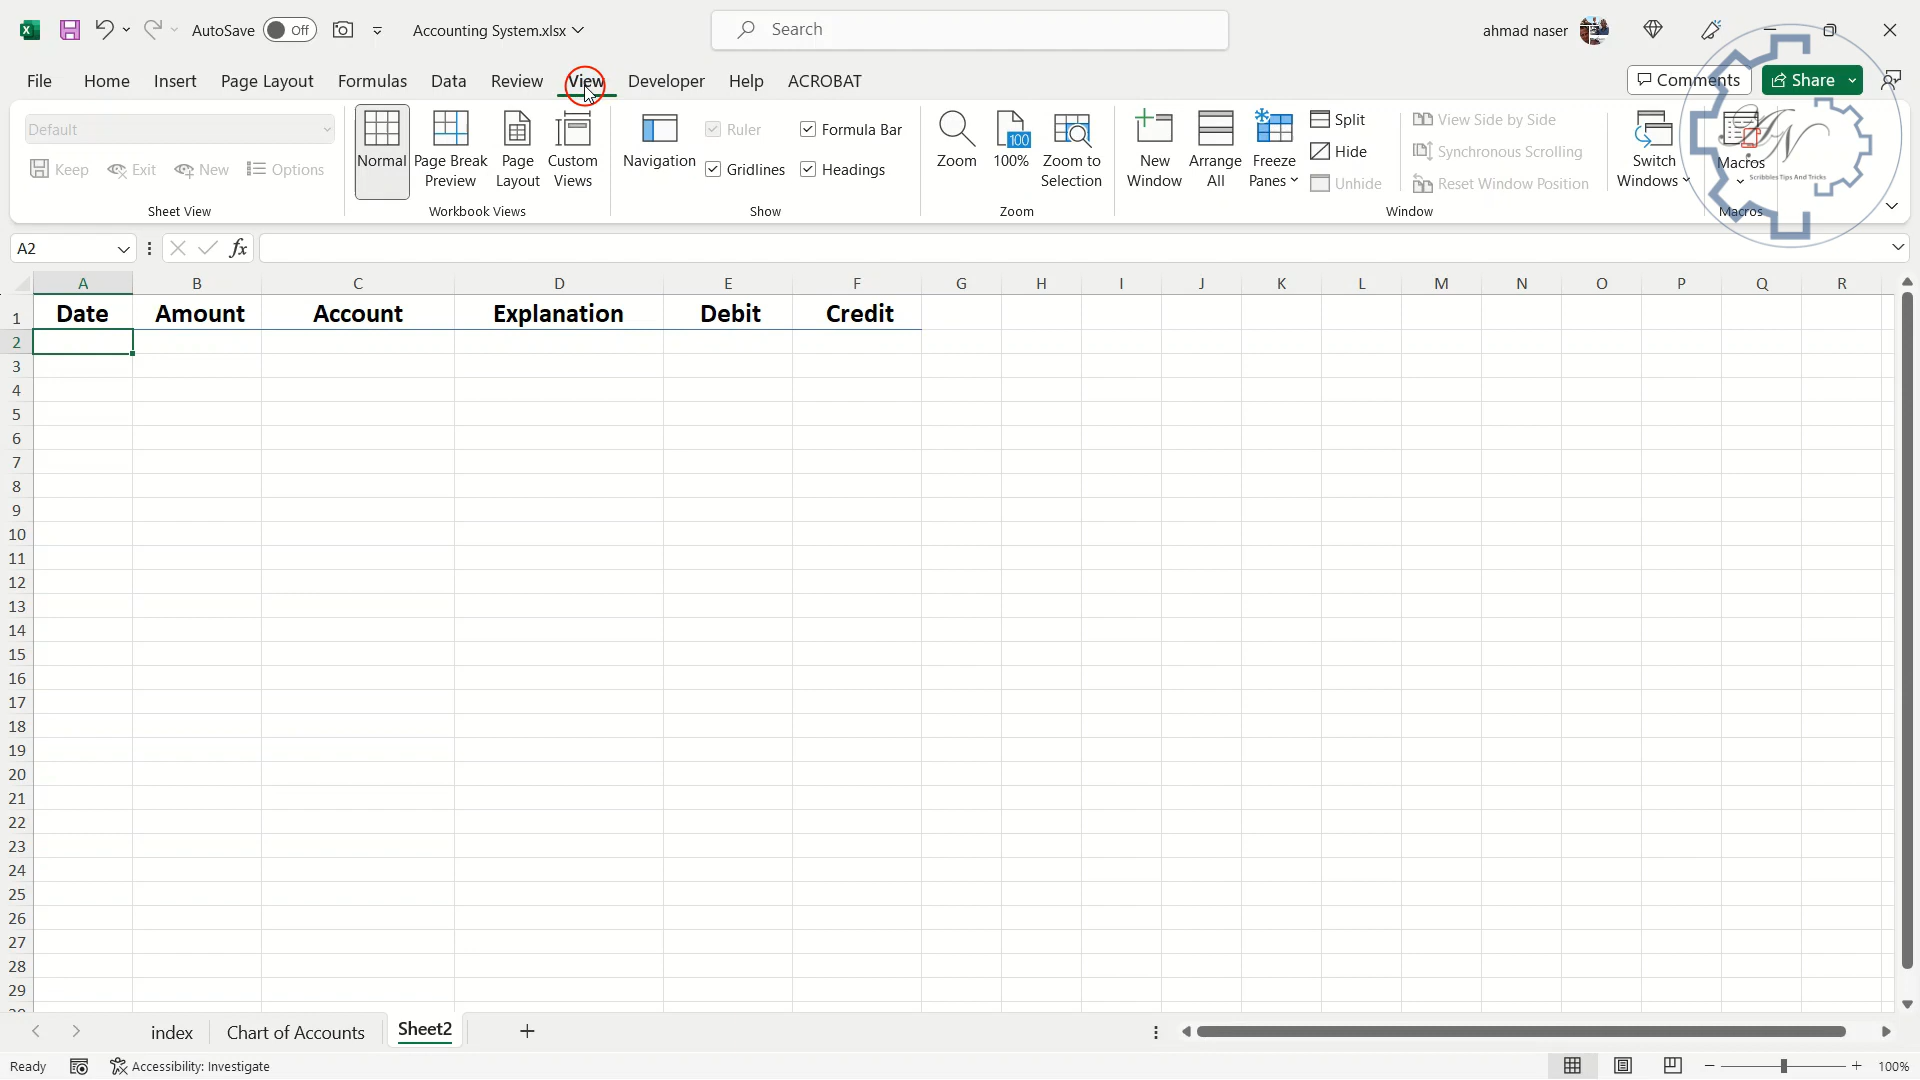 AutoSave Off Accounting System.xlsx Search ahmad naser
File Home Insert Page Layout Formulas Data Review View Developer Help ACROBAT Comments Share
Default
Keep Exit New Options
Sheet View
Normal Page Break Preview Page Layout Custom Views
Workbook Views
Navigation Ruler Formula Bar
Gridlines Headings
Show
Zoom 100 100% Zoom to Selection
Zoom
New Window Arrange All Freeze Panes Split
Hide
Unhide
View Side by Side
Synchronous Scrolling
Reset Window Position
Switch Windows
Window
Macros
Macros
AN
Scribbles Tips And Tricks
A2 fx
A B C D E F G H I J K L M N O P Q R
1 Date Amount Account Explanation Debit Credit
2
3
4
5
6
7
8
9
10
11
12
13
14
15
16
17
18
19
20
21
22
23
24
25
26
27
28
29
index Chart of Accounts Sheet2
Ready Accessibility: Investigate 100%